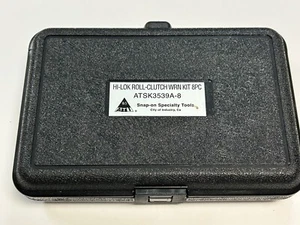 HI-LOK ROLL-CLUTCH WRN KIT 8PC
ATSK3539A-8
Snap-on Specialty Tools
City of Industry, Ca